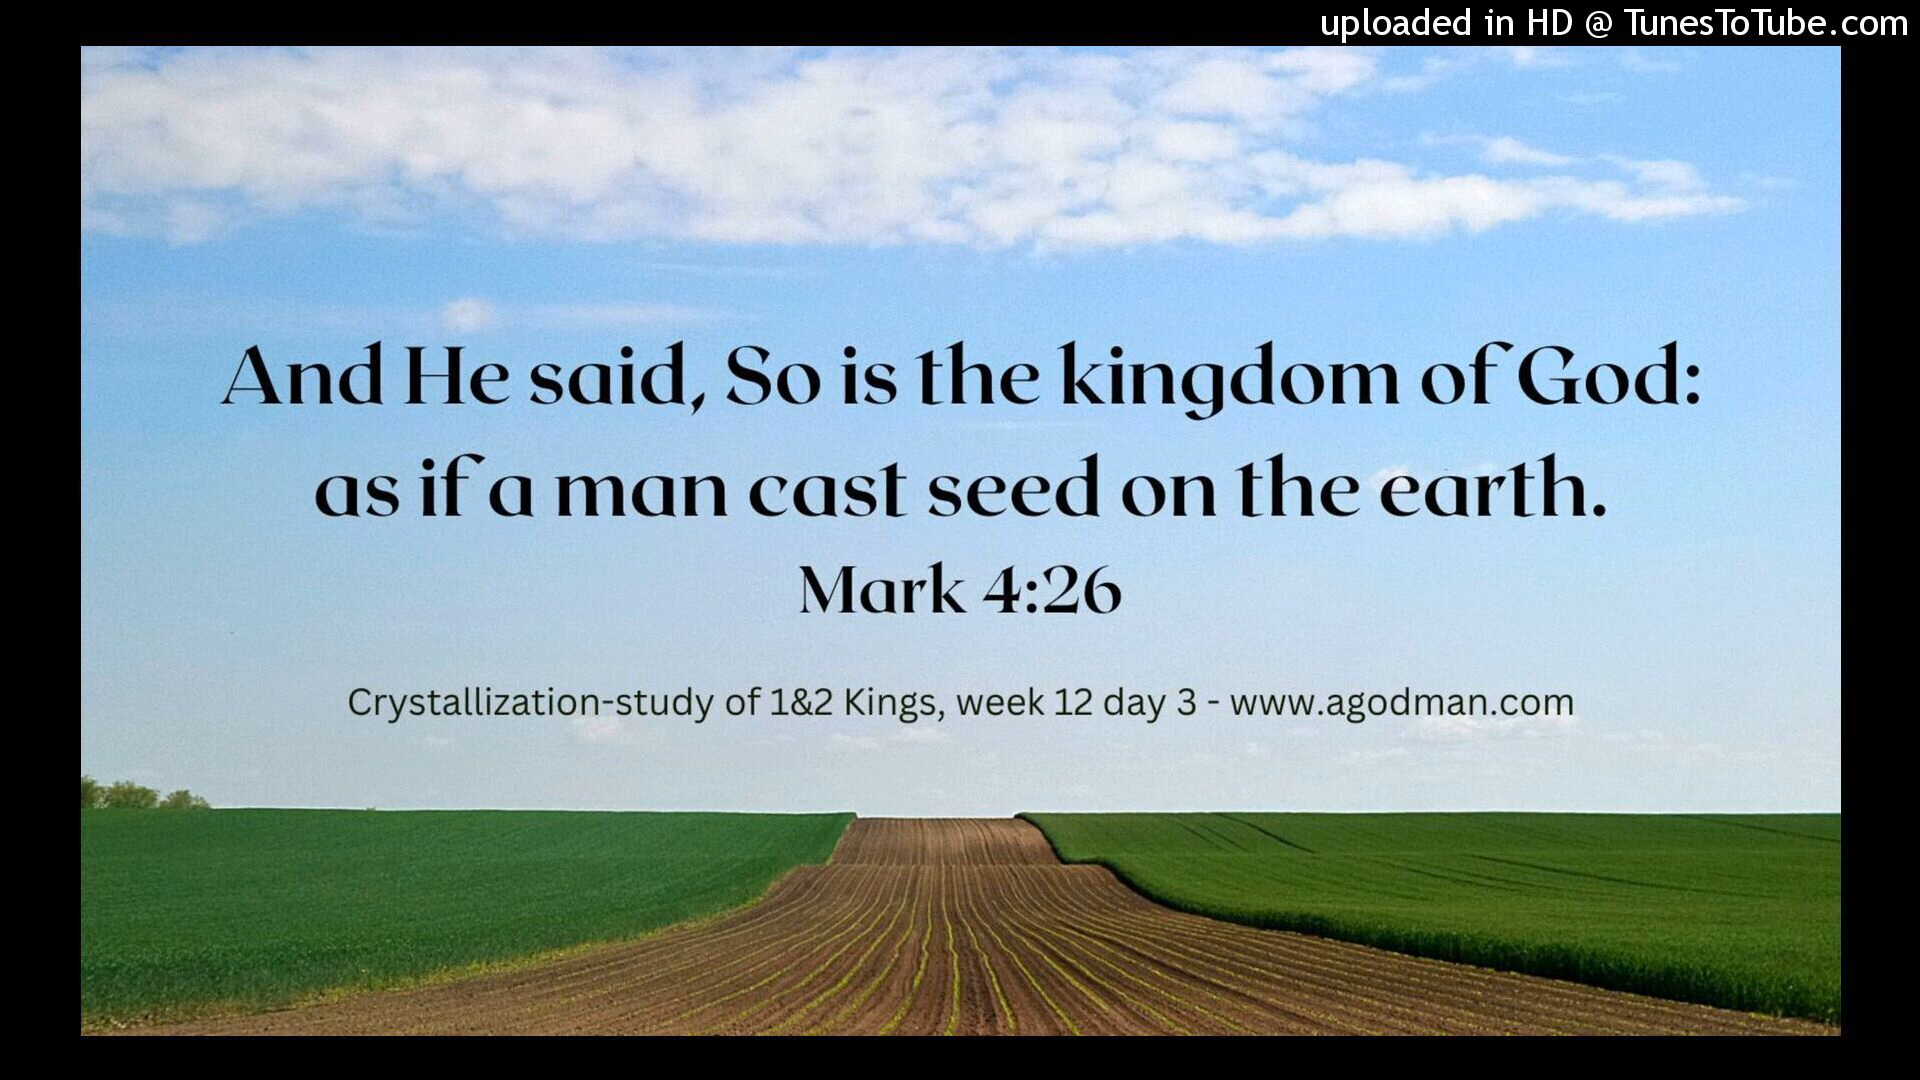 uploaded in HD @ TunesToTube.com
And He said, So is the kingdom of God:
as if a man cast seed on the earth.
Mark 4:26
Crystallization-study of 1&2 Kings, week 12 day 3 - www.agodman.com